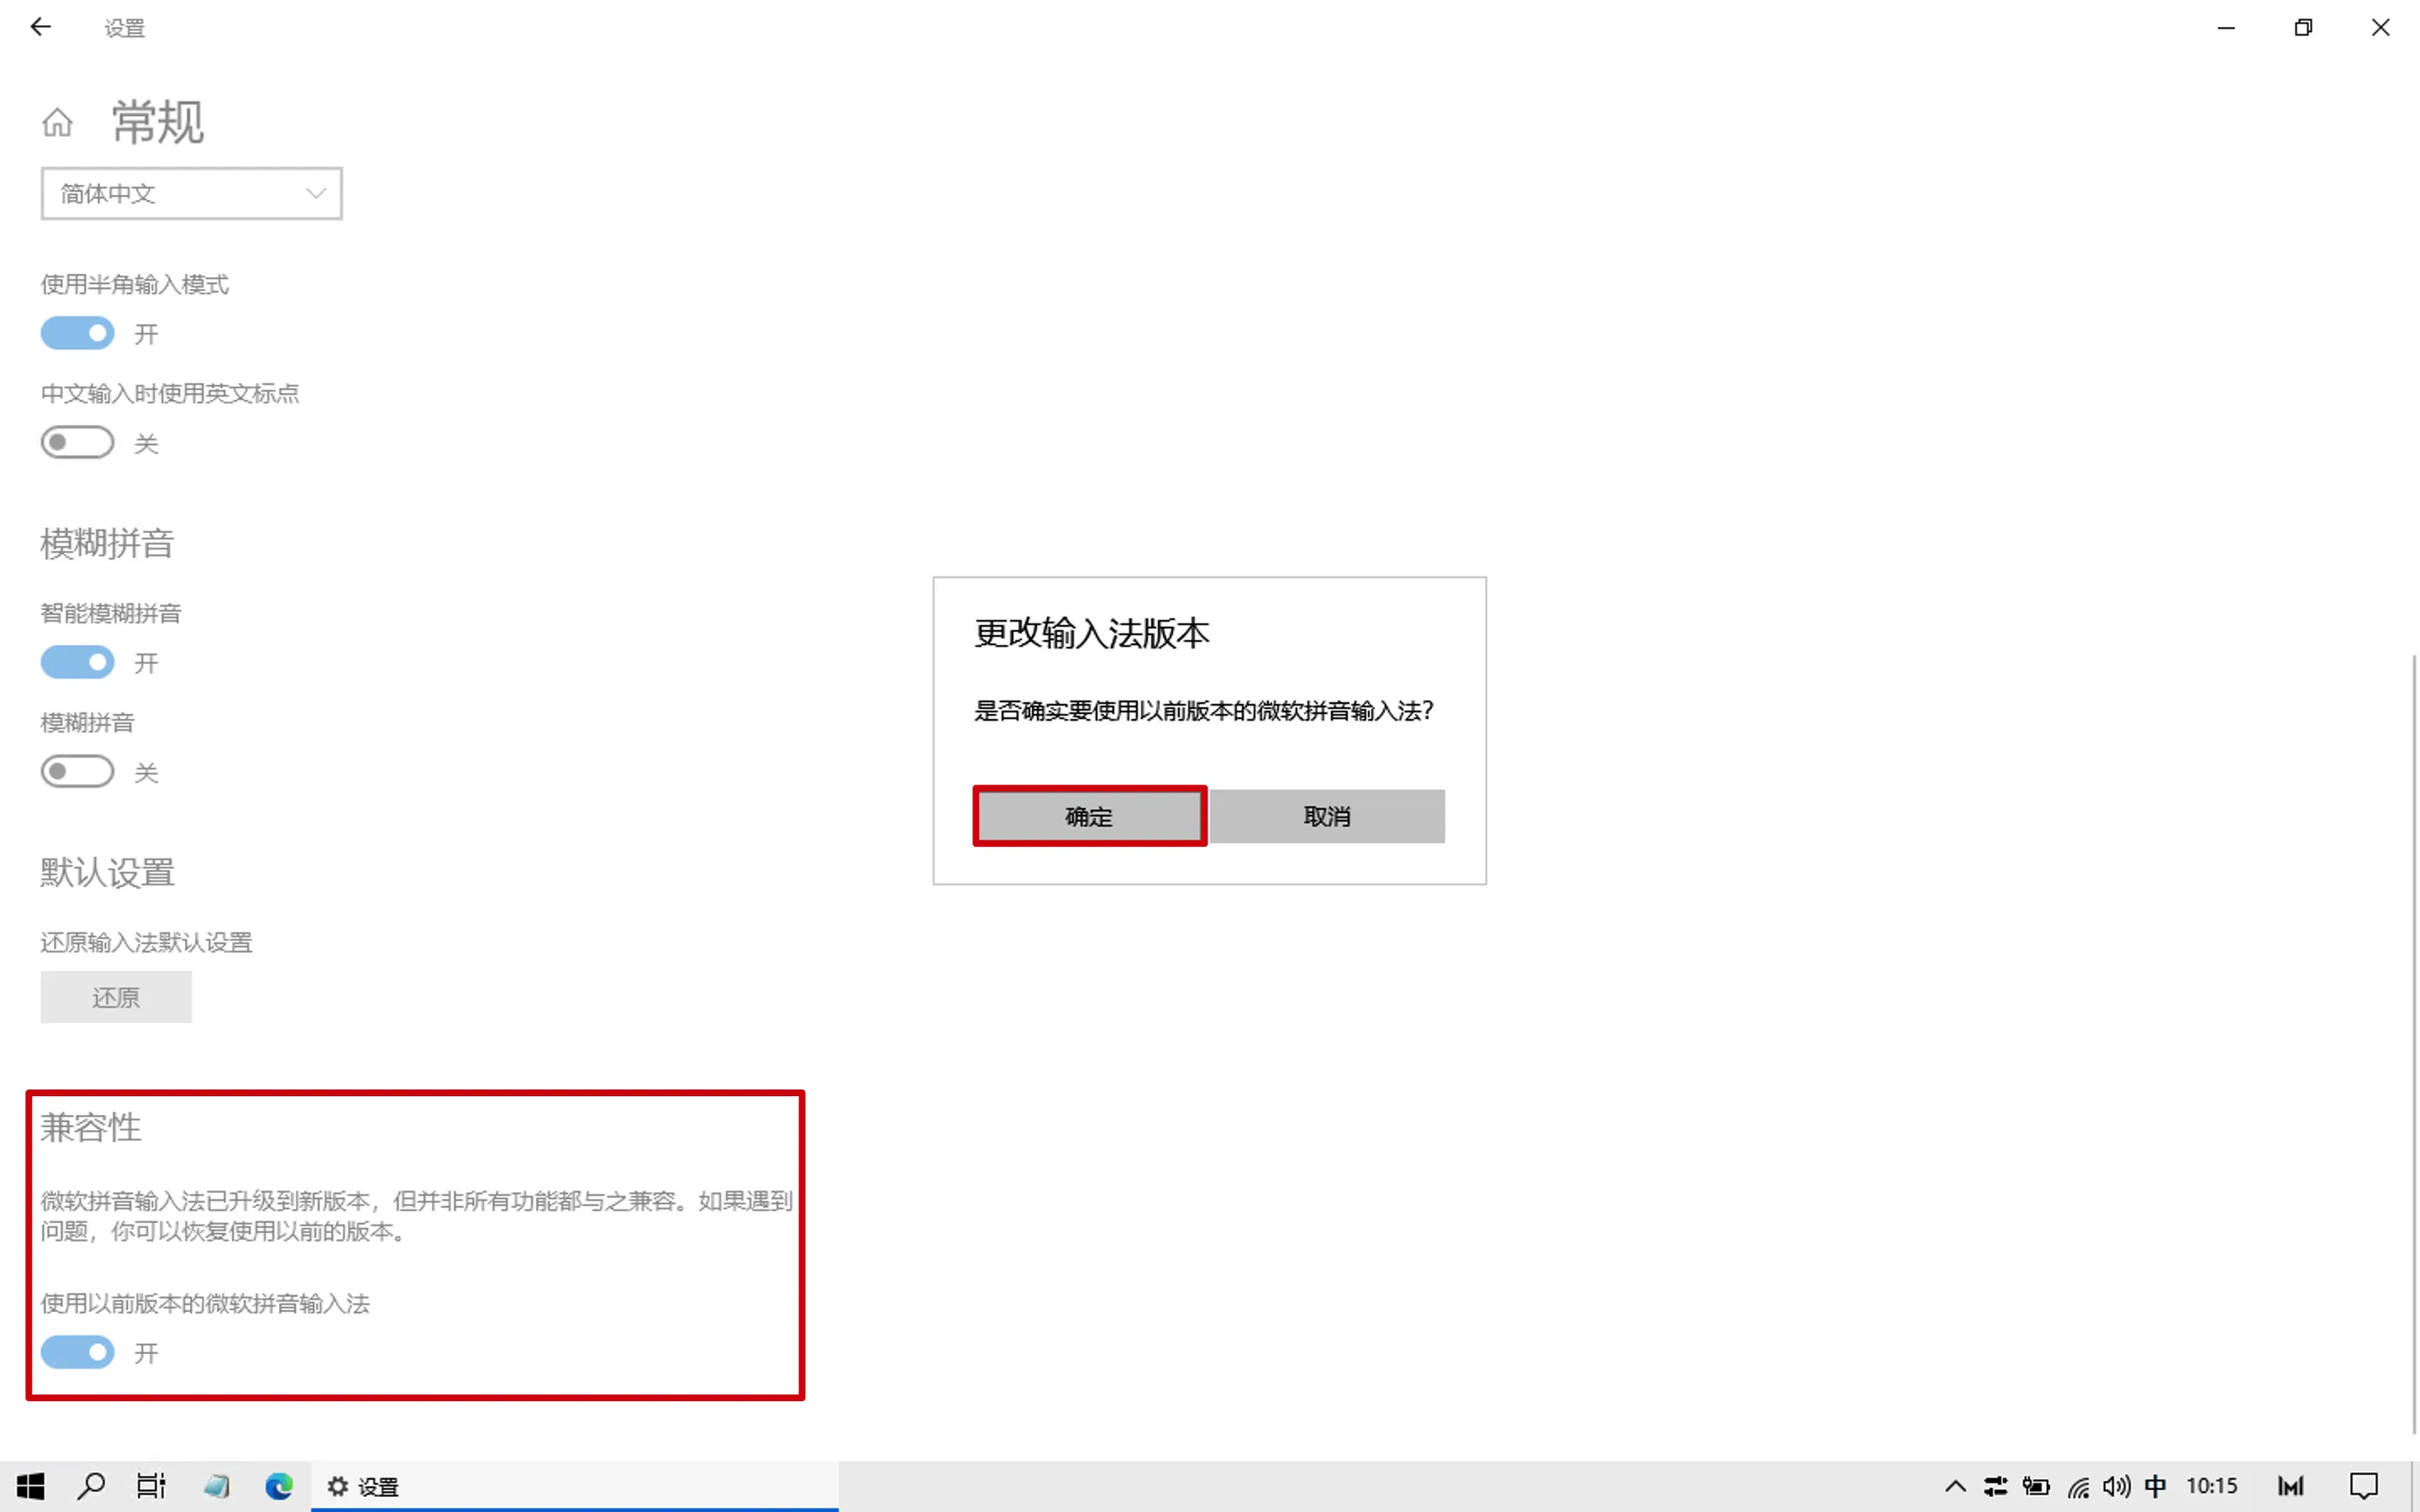 设置
常规
简体中文
使用半角输入模式
开
中文输入时使用英文标点
关
模糊拼音
智能模糊拼音
开
模糊拼音
关
默认设置
还原输入法默认设置
还原
兼容性
微软拼音输入法已升级到新版本，但并非所有功能都与之兼容。如果遇到
问题，你可以恢复使用以前的版本。
使用以前版本的微软拼音输入法
开
更改输入法版本
是否确实要使用以前版本的微软拼音输入法?
确定
取消
设置
中
10:15